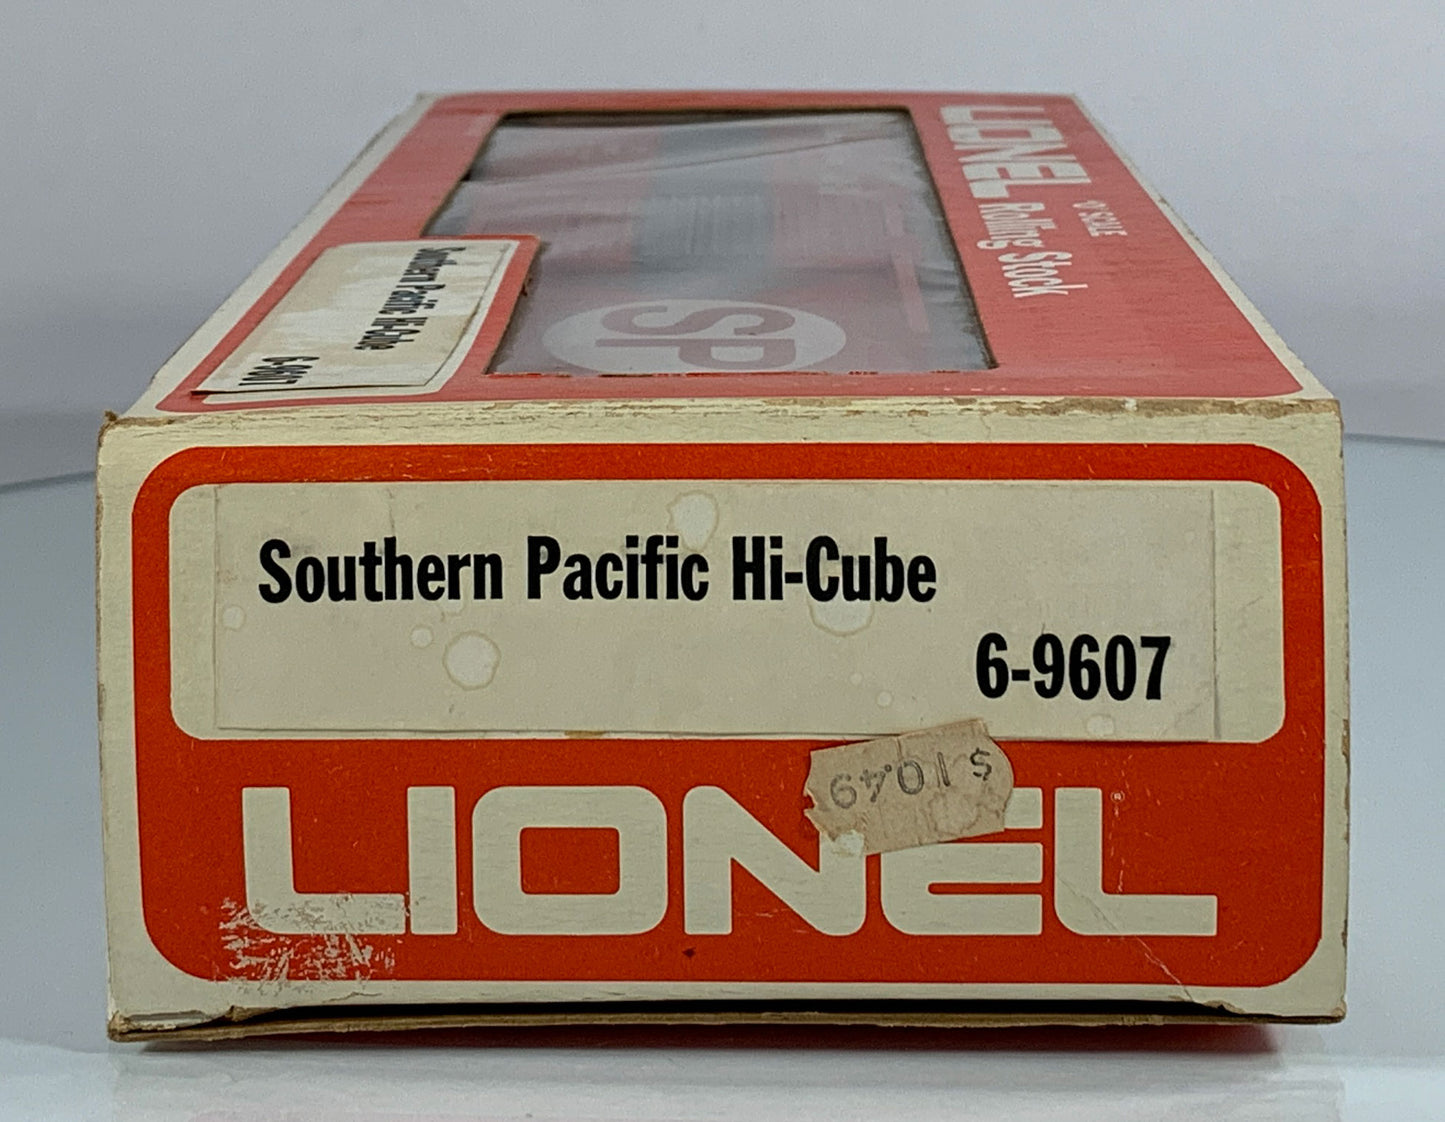 LIONEL Rolling Stock
O SCALE
Southern Pacific Hi-Cube
6-9607
SP
Southern Pacific Hi-Cube
6-9607
$10.49
LIONEL®